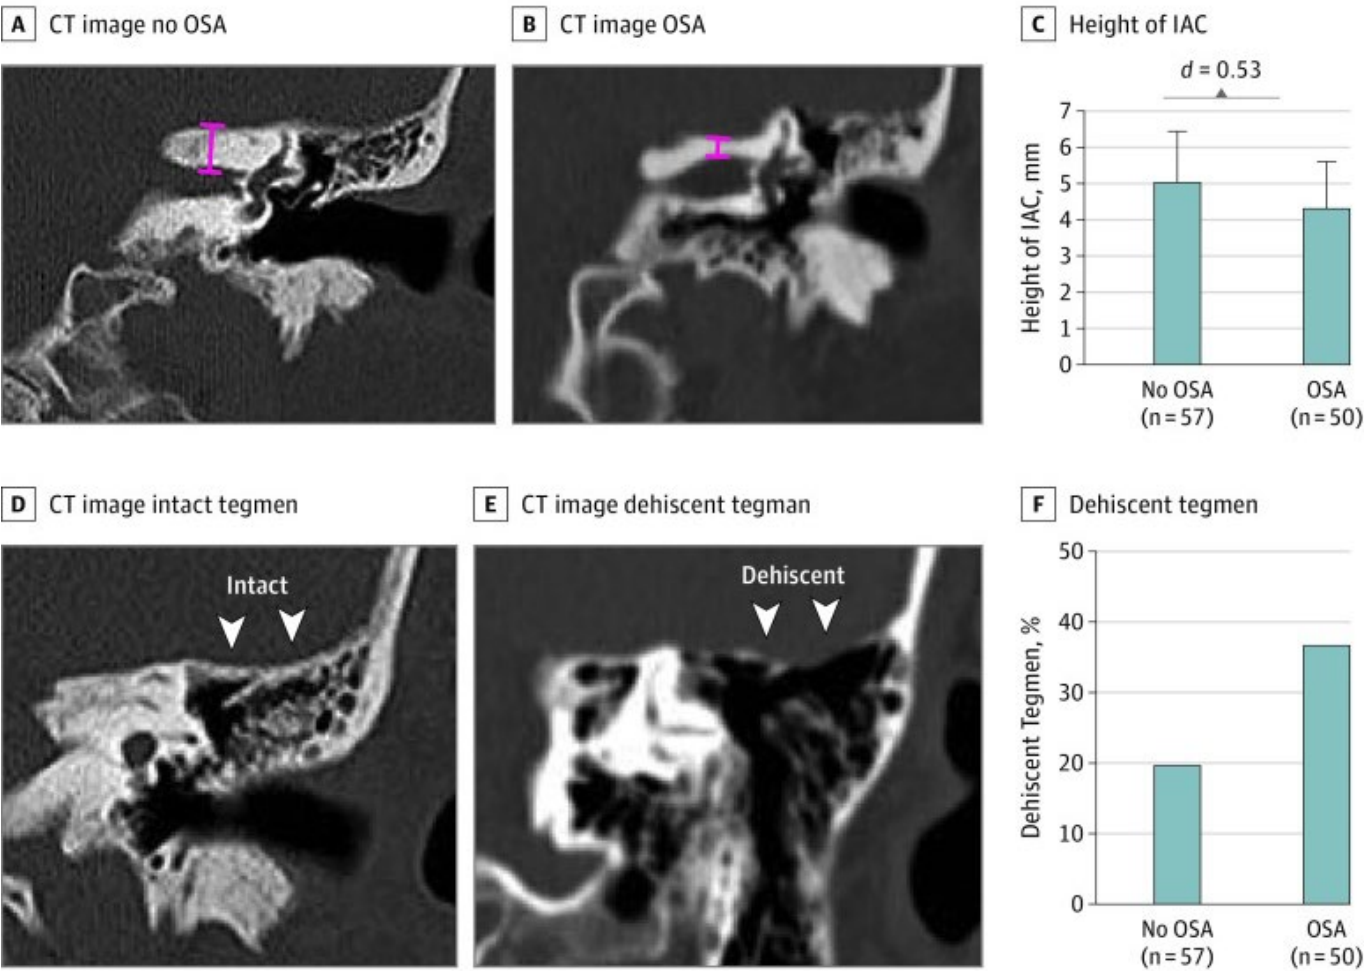 A CT image no OSA
B CT image OSA
C Height of IAC
d = 0.53
Height of IAC, mm
7
6
5
4
3
2
1
0
No OSA
(n = 57)
OSA
(n = 50)
D CT image intact tegmen
Intact
E CT image dehiscent tegman
Dehiscent
F Dehiscent tegmen
Dehiscent Tegmen, %
50
40
30
20
10
0
No OSA
(n = 57)
OSA
(n = 50)